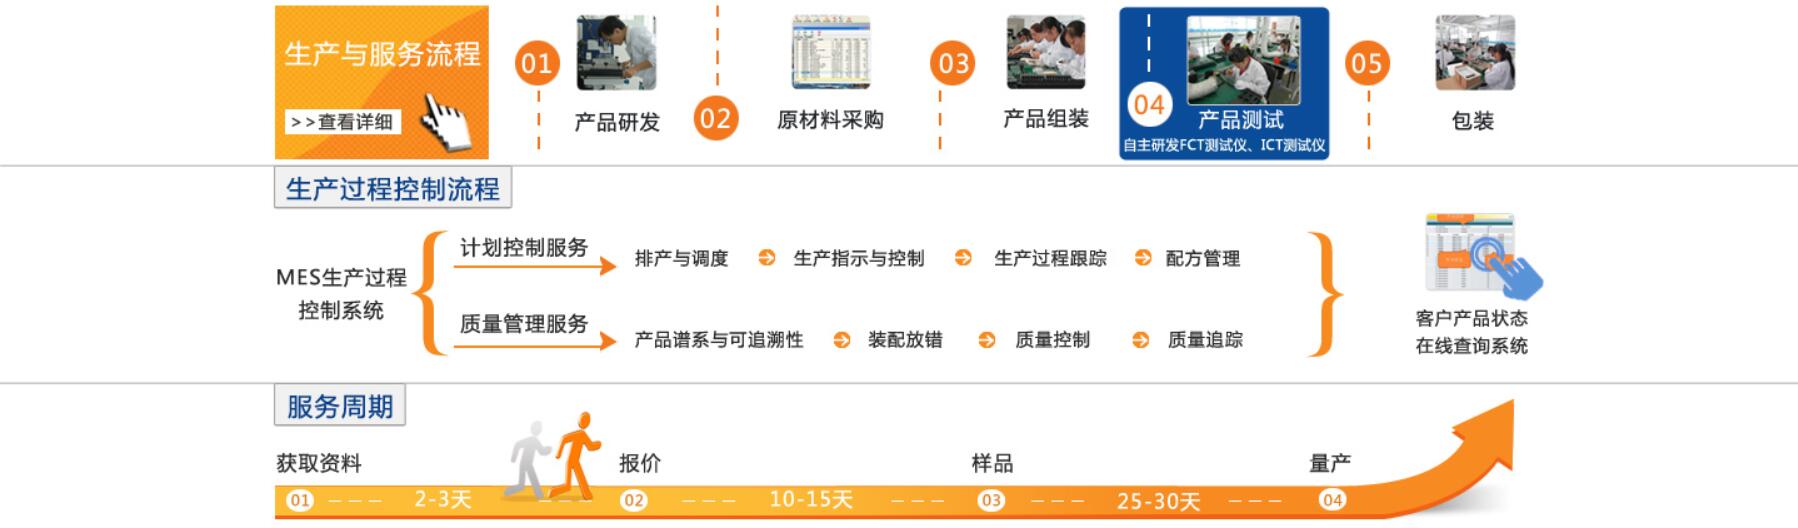 生产与服务流程
>>查看详细
01
产品研发
02
原材料采购
03
产品组装
04
产品测试
自主研发FCT测试仪、ICT测试仪
05
包装
生产过程控制流程
MES生产过程
控制系统
计划控制服务
排产与调度
生产指示与控制
生产过程跟踪
配方管理
质量管理服务
产品谱系与可追溯性
装配放错
质量控制
质量追踪
客户产品状态
在线查询系统
服务周期
获取资料
报价
样品
量产
01
2-3天
02
10-15天
03
25-30天
04